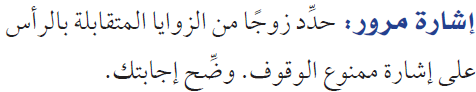 إشارة مرور: حدِّد زوجًا من الزوايا المتقابلة بالرأس
على إشارة ممنوع الوقوف. وضِّح إجابتك.